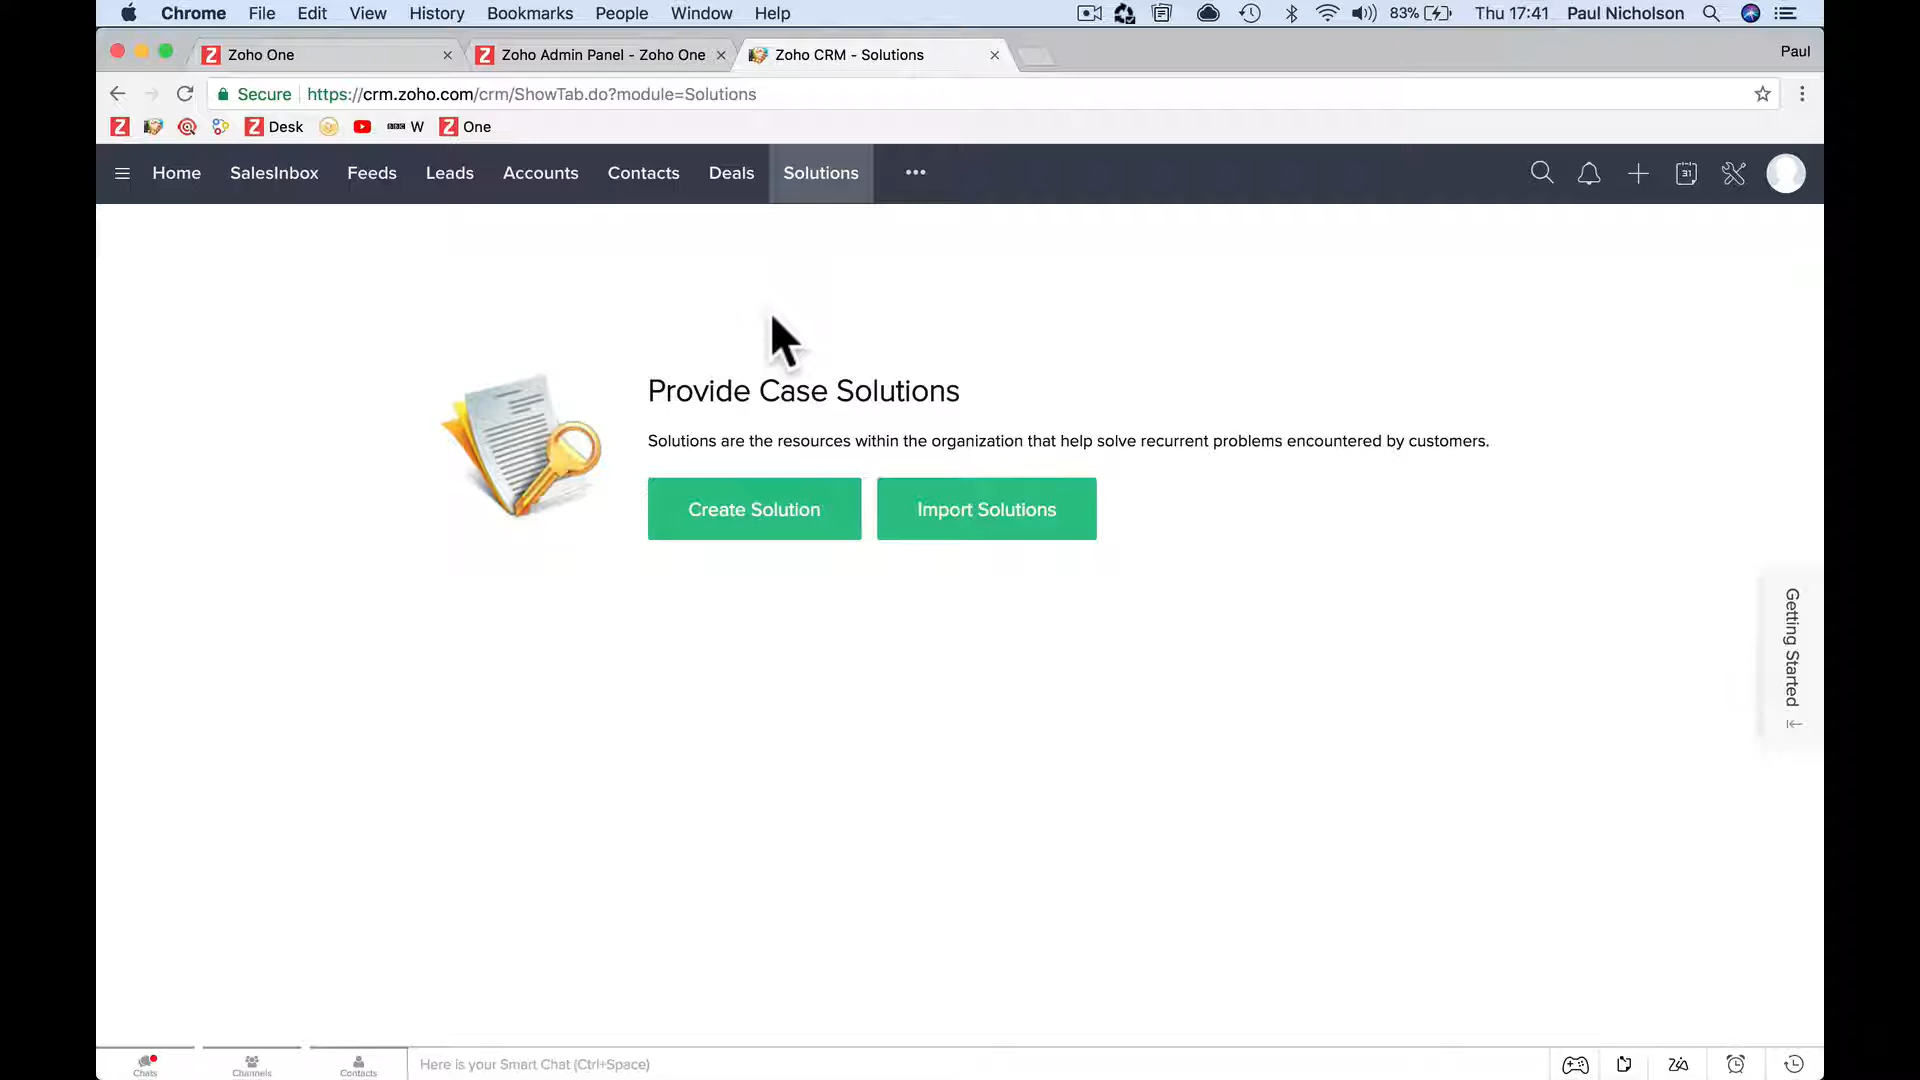 Chrome File Edit View History Bookmarks People Window Help 83% Thu 17:41 Paul Nicholson
Zoho One Zoho Admin Panel - Zoho One Zoho CRM - Solutions Paul
Secure https://crm.zoho.com/crm/ShowTab.do?module=Solutions
Z Z Desk BBC W Z One
Home SalesInbox Feeds Leads Accounts Contacts Deals Solutions ••• 31
Provide Case Solutions
Solutions are the resources within the organization that help solve recurrent problems encountered by customers.
Create Solution Import Solutions
Getting Started
Chats Channels Contacts Here is your Smart Chat (Ctrl+Space)